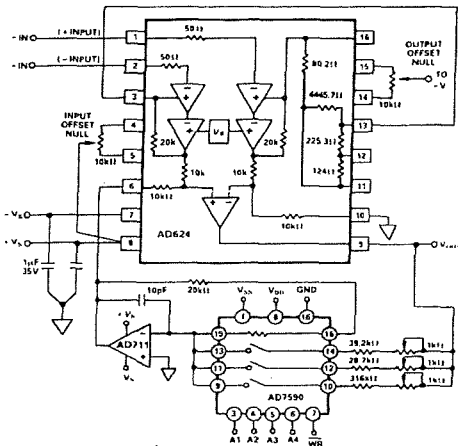 -IN (+INPUT)
-IN (-INPUT)
1
2
3
4
5
6
7
8
50Ω
50Ω
VB
20k
20k
10k
10k
10kΩ
10kΩ
AD624
INPUT
OFFSET
NULL
10kΩ
80.2Ω
4445.7Ω
225.3Ω
124Ω
16
15
14
13
12
11
10
9
OUTPUT
OFFSET
NULL
TO
-V
10kΩ
-VS
+VS
1µF
35V
10pF
20kΩ
+VS
AD711
VS
VSS
VDD
GND
1
8
16
15
13
11
9
16
14
12
10
39.2kΩ
28.7kΩ
316kΩ
1kΩ
1kΩ
1kΩ
AD7590
3
4
5
6
7
A1
A2
A3
A4
WR